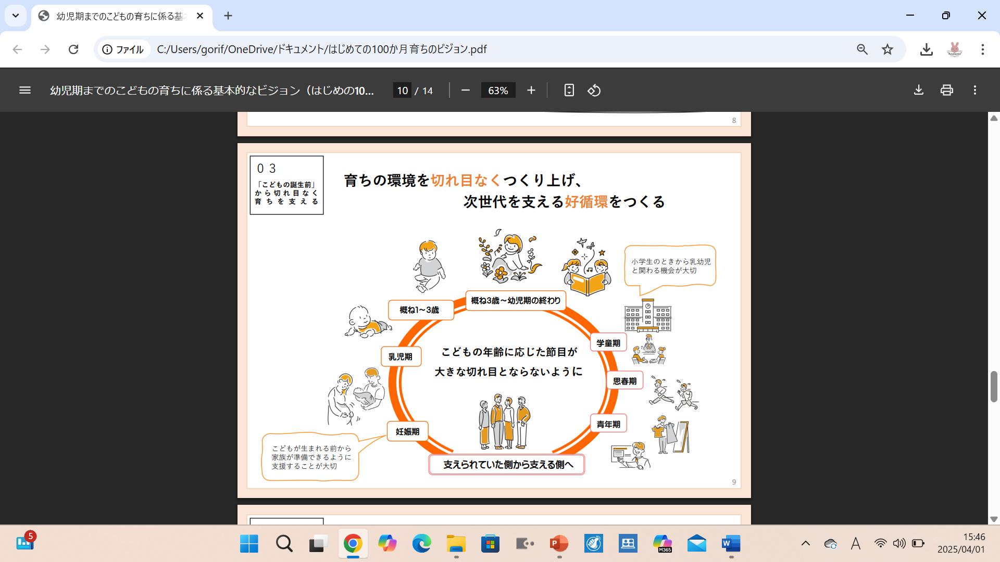 幼児期までのこどもの育ちに係る基
ファイル
C:/Users/gorif/OneDrive/ドキュメント/はじめての100か月育ちのビジョン.pdf
幼児期までのこどもの育ちに係る基本的なビジョン（はじめの10...
10 / 14
63%
8
03
「こどもの誕生前」
から切れ目なく
育ちを支える
育ちの環境を切れ目なくつくり上げ、
次世代を支える好循環をつくる
小学生のときから乳幼児
と関わる機会が大切
概ね3歳～幼児期の終わり
概ね1～3歳
学童期
こどもの年齢に応じた節目が
乳児期
大きな切れ目とならないように
思春期
青年期
妊娠期
こどもが生まれる前から
家族が準備できるように
支援することが大切
支えられていた側から支える側へ
9
5
M365
A
15:46
2025/04/01